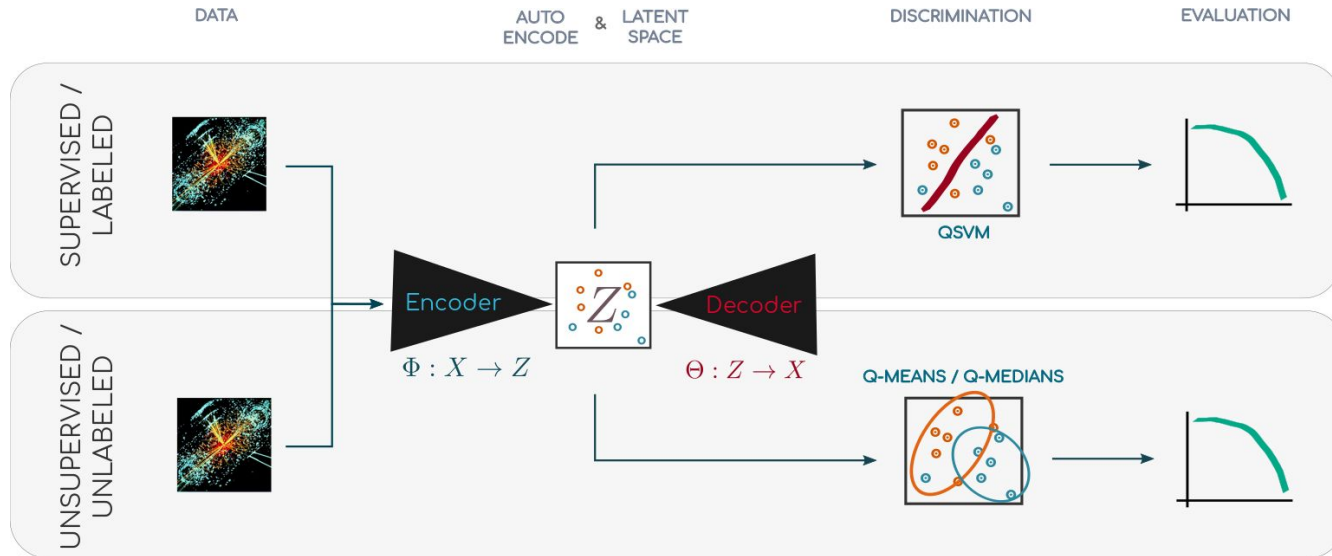 DATA
AUTO
ENCODE
&
LATENT
SPACE
DISCRIMINATION
EVALUATION
SUPERVISED /
LABELED
QSVM
Encoder
Z
Decoder
Φ : X → Z
Θ : Z → X
UNSUPERVISED /
UNLABELED
Q-MEANS / Q-MEDIANS